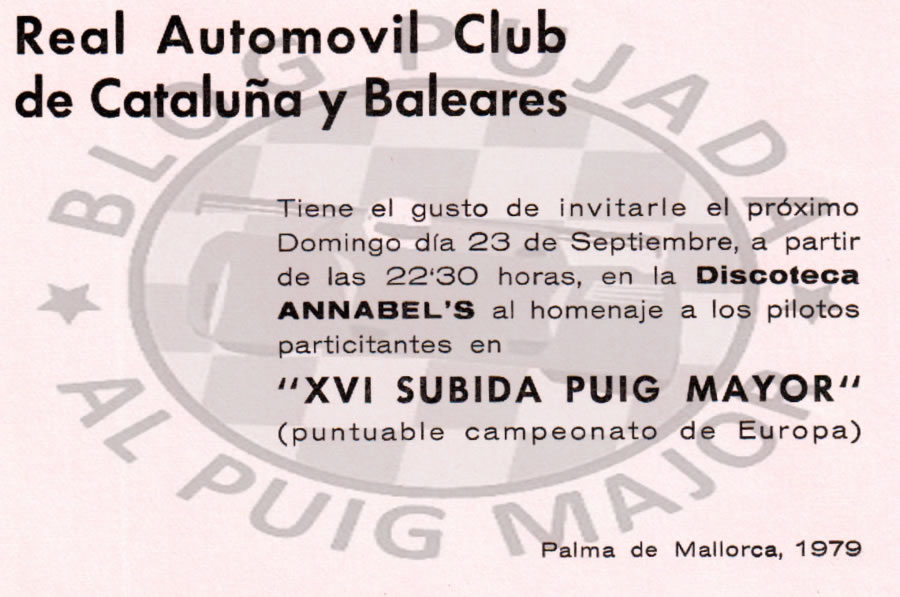 Real Automovil Club
de Cataluña y Baleares
Tiene el gusto de invitarle el próximo
Domingo día 23 de Septiembre, a partir
de las 22'30 horas, en la Discoteca
ANNABEL'S al homenaje a los pilotos
particitantes en
"XVI SUBIDA PUIG MAYOR"
(puntuable campeonato de Europa)
Palma de Mallorca, 1979
BLOG PUJADA
AL PUIG MAJOR